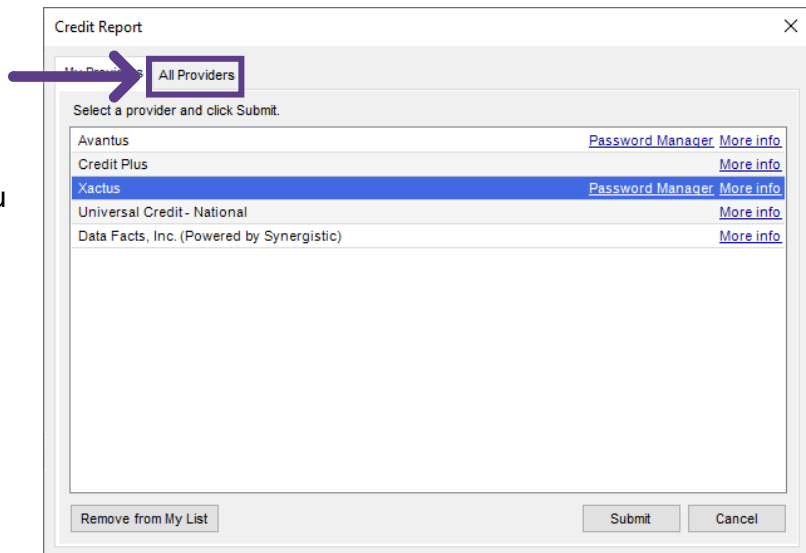 Credit Report
My Providers All Providers
Select a provider and click Submit.
Avantus Password Manager More info
Credit Plus More info
Xactus Password Manager More info
Universal Credit - National More info
Data Facts, Inc. (Powered by Synergistic) More info
u
Remove from My List Submit Cancel